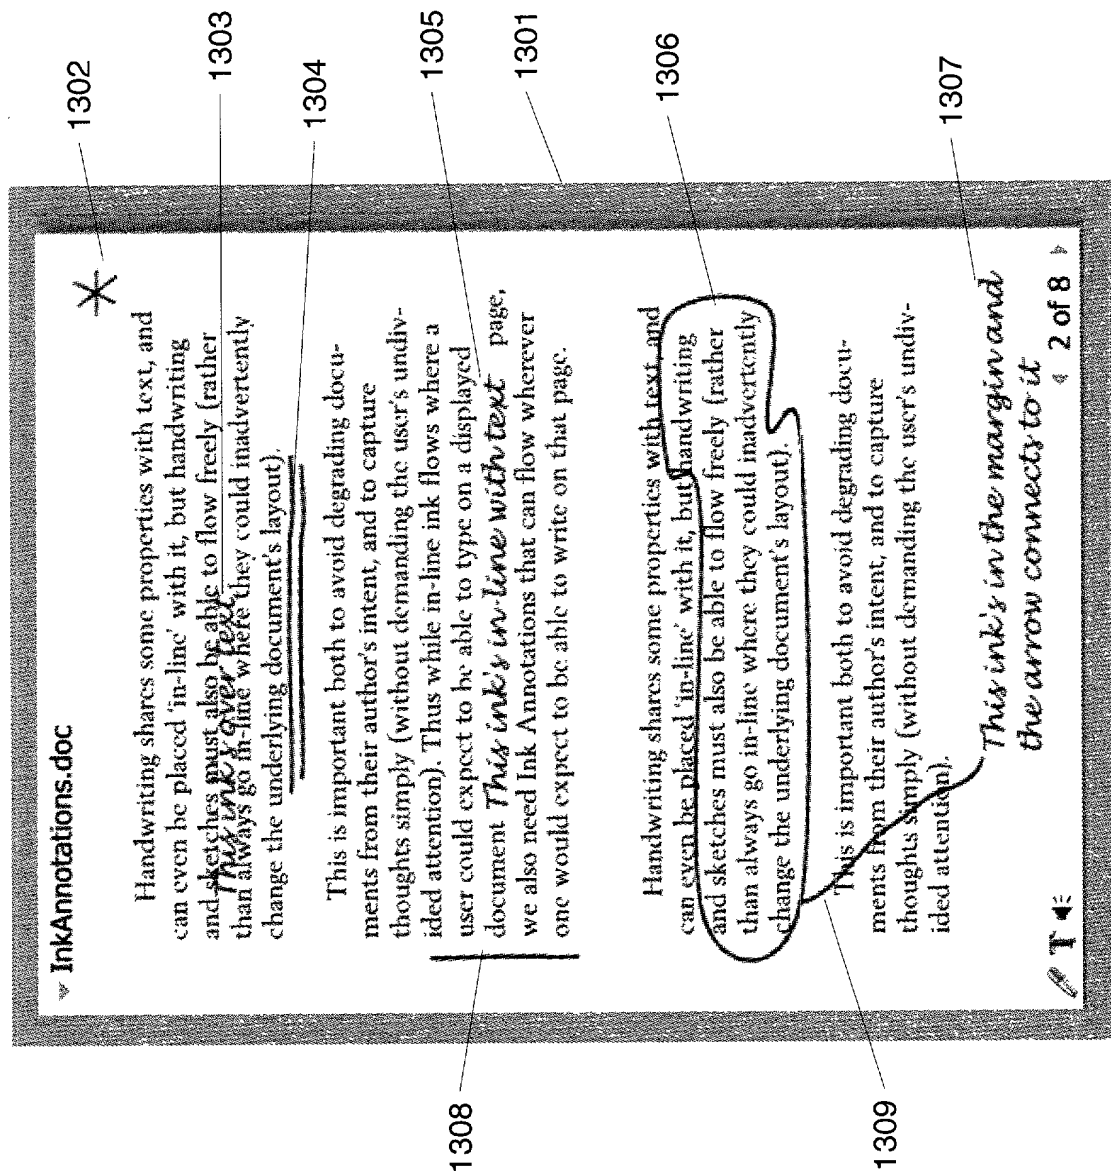 InkAnnotations.doc
Handwriting shares some properties with text, and
can even be placed 'in-line' with it, but handwriting
and sketches must also be able to flow freely (rather
This ink's over text
than always go in-line where they could inadvertently
change the underlying document's layout).
This is important both to avoid degrading docu-
ments from their author's intent, and to capture
thoughts simply (without demanding the user's undiv-
ided attention). Thus while in-line ink flows where a
user could expect to be able to type on a displayed
document This ink's in-line with text page,
we also need Ink Annotations that can flow wherever
one would expect to be able to write on that page.
Handwriting shares some properties with text, and
can even be placed 'in-line' with it, but handwriting
and sketches must also be able to flow freely (rather
than always go in-line where they could inadvertently
change the underlying document's layout).
This is important both to avoid degrading docu-
ments from their author's intent, and to capture
thoughts simply (without demanding the user's undiv-
ided attention).
This ink's in the margin and
the arrow connects to it
T
2 of 8
1302
1303
1304
1305
1301
1306
1307
1308
1309